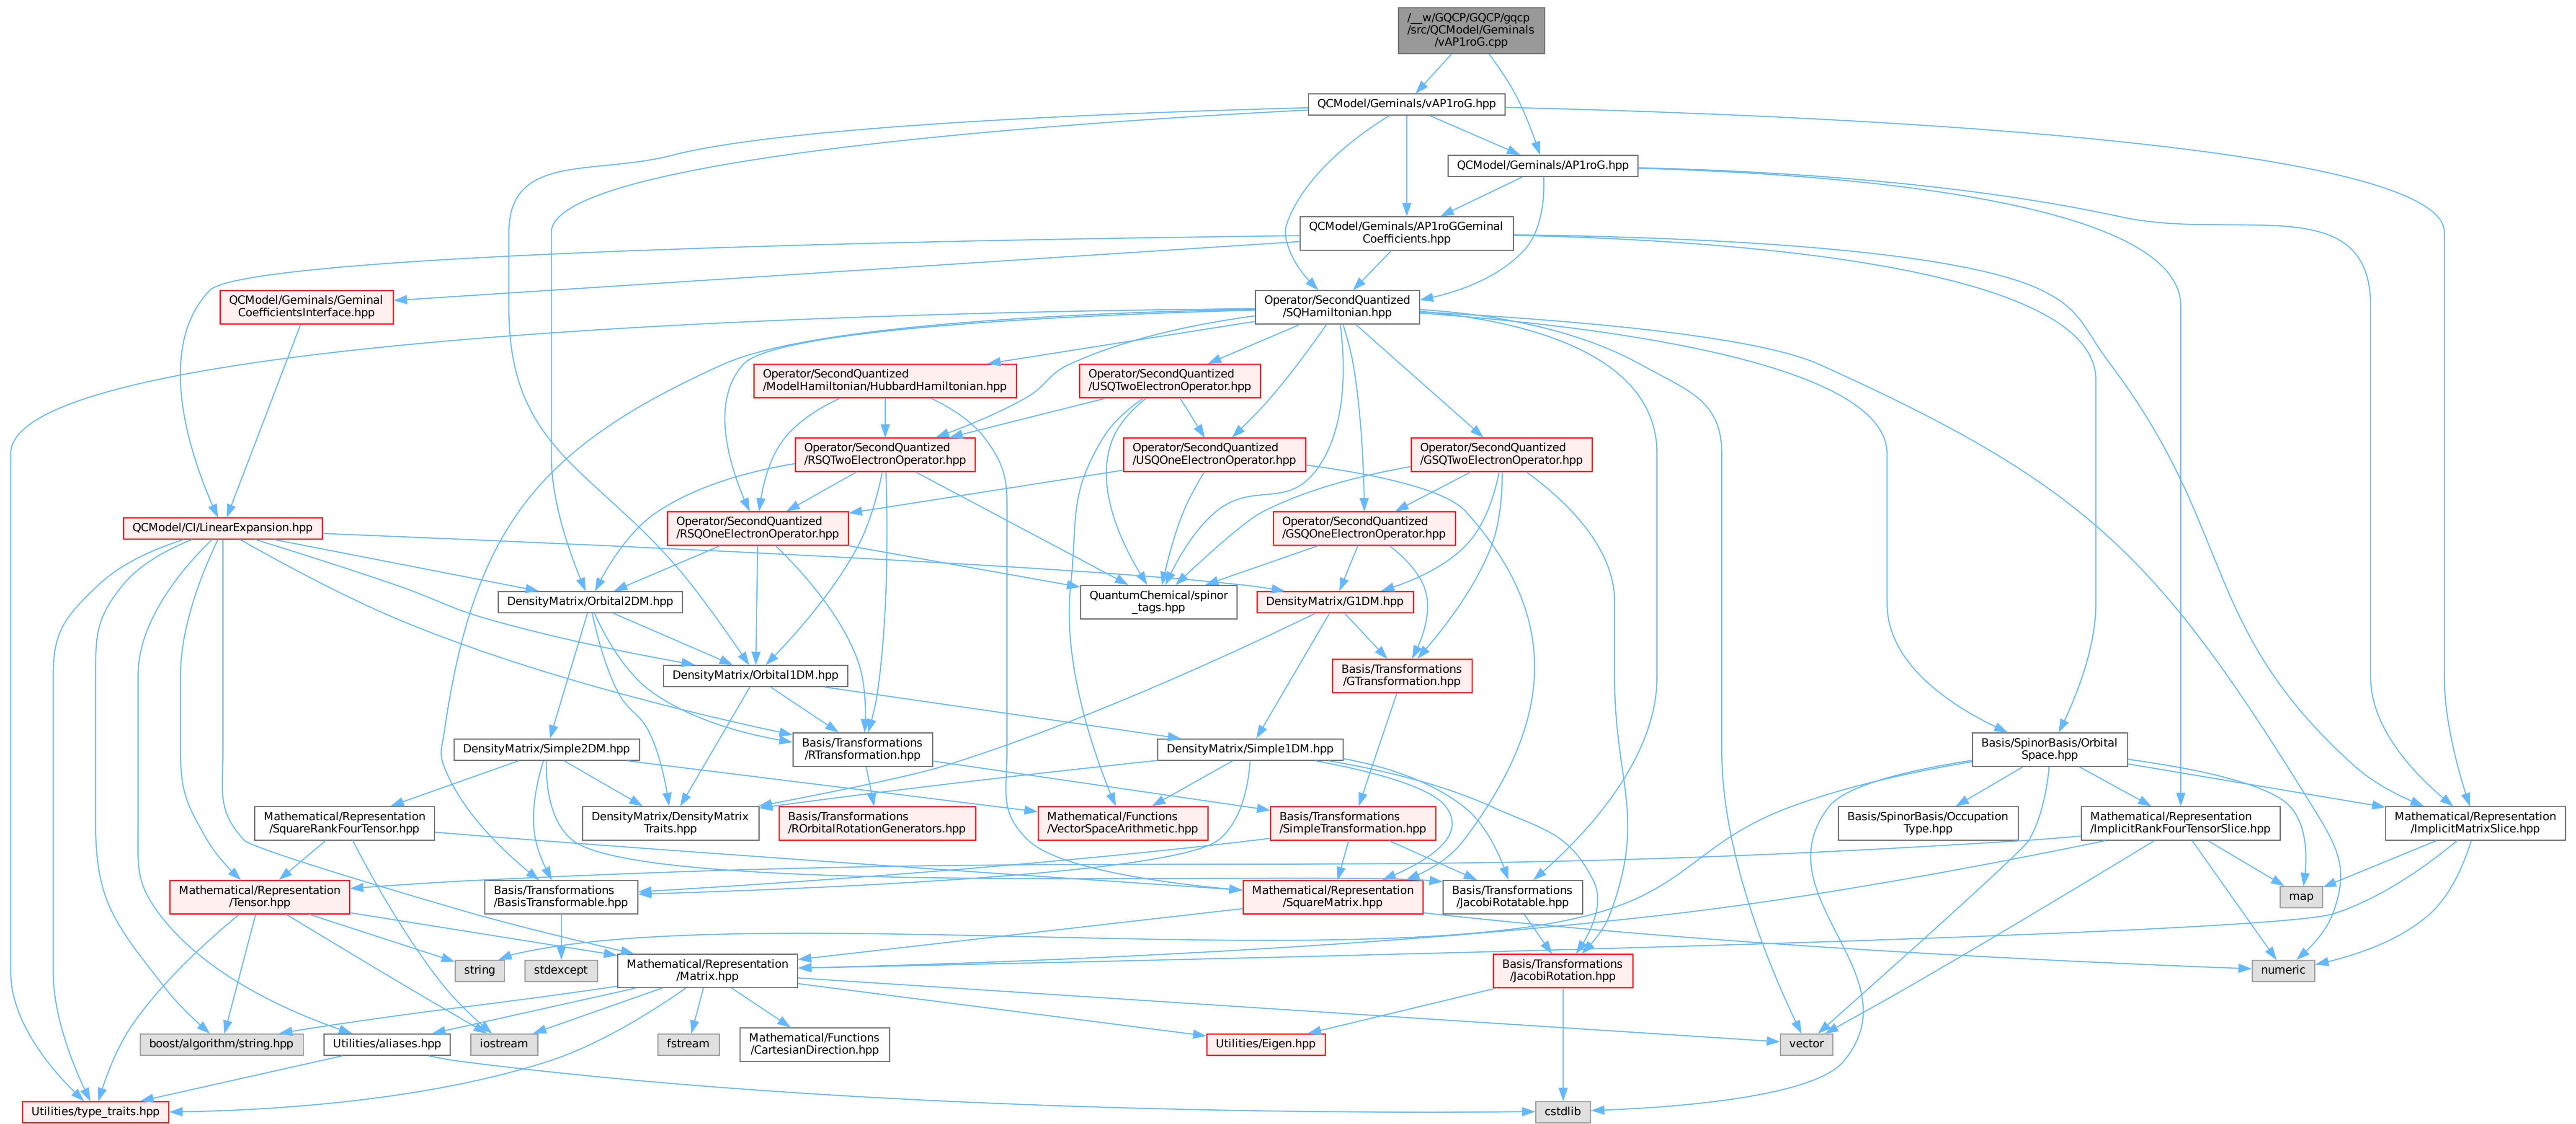 /__w/GQCP/GQCP/gqcp
/src/QCModel/Geminals
/vAP1roG.cpp
QCModel/Geminals/vAP1roG.hpp
QCModel/Geminals/AP1roG.hpp
QCModel/Geminals/AP1roGGeminal
Coefficients.hpp
QCModel/Geminals/Geminal
CoefficientsInterface.hpp
Operator/SecondQuantized
/SQHamiltonian.hpp
Operator/SecondQuantized
/ModelHamiltonian/HubbardHamiltonian.hpp
Operator/SecondQuantized
/USQTwoElectronOperator.hpp
Operator/SecondQuantized
/RSQTwoElectronOperator.hpp
Operator/SecondQuantized
/USQOneElectronOperator.hpp
Operator/SecondQuantized
/GSQTwoElectronOperator.hpp
QCModel/CI/LinearExpansion.hpp
Operator/SecondQuantized
/RSQOneElectronOperator.hpp
Operator/SecondQuantized
/GSQOneElectronOperator.hpp
DensityMatrix/Orbital2DM.hpp
QuantumChemical/spinor
_tags.hpp
DensityMatrix/G1DM.hpp
DensityMatrix/Orbital1DM.hpp
Basis/Transformations
/GTransformation.hpp
DensityMatrix/Simple2DM.hpp
Basis/Transformations
/RTransformation.hpp
DensityMatrix/Simple1DM.hpp
Basis/SpinorBasis/Orbital
Space.hpp
Mathematical/Representation
/SquareRankFourTensor.hpp
DensityMatrix/DensityMatrix
Traits.hpp
Basis/Transformations
/ROrbitalRotationGenerators.hpp
Mathematical/Functions
/VectorSpaceArithmetic.hpp
Basis/Transformations
/SimpleTransformation.hpp
Basis/SpinorBasis/Occupation
Type.hpp
Mathematical/Representation
/ImplicitRankFourTensorSlice.hpp
Mathematical/Representation
/ImplicitMatrixSlice.hpp
Mathematical/Representation
/Tensor.hpp
Basis/Transformations
/BasisTransformable.hpp
Mathematical/Representation
/SquareMatrix.hpp
Basis/Transformations
/JacobiRotatable.hpp
map
string
stdexcept
Mathematical/Representation
/Matrix.hpp
Basis/Transformations
/JacobiRotation.hpp
numeric
boost/algorithm/string.hpp
Utilities/aliases.hpp
iostream
fstream
Mathematical/Functions
/CartesianDirection.hpp
Utilities/Eigen.hpp
vector
Utilities/type_traits.hpp
cstdlib